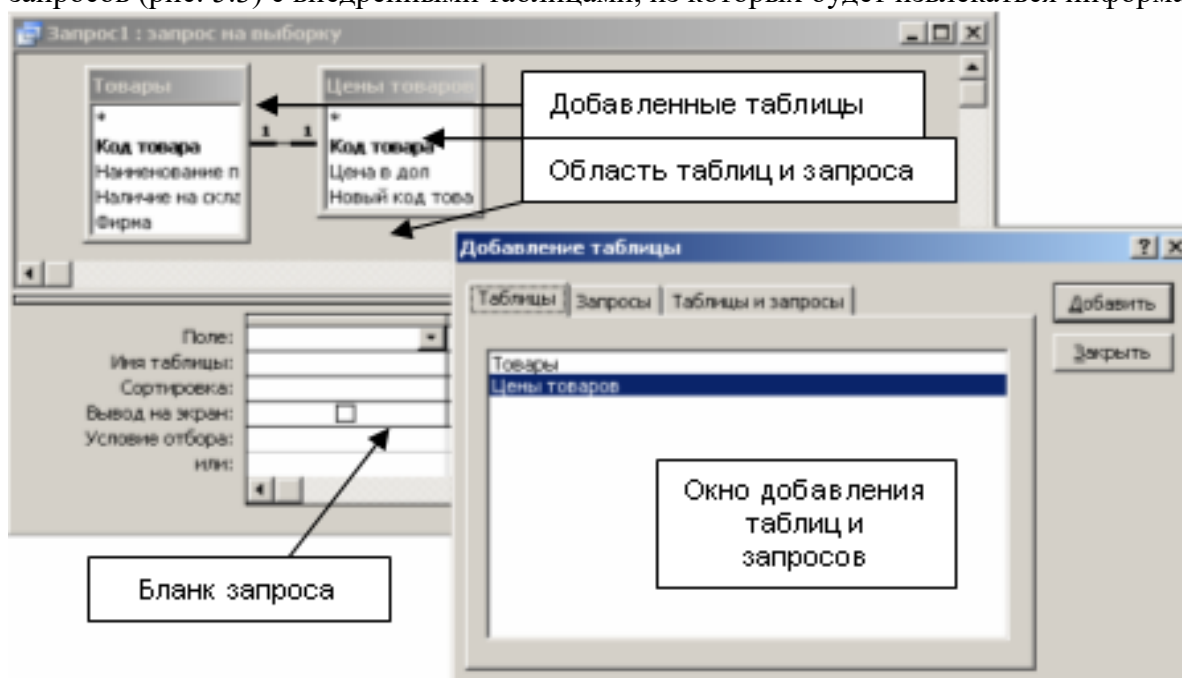 запросов (рис. 5.5) с внедренными таблицами, из которых будет извлекаться информа
Запрос1 : запрос на выборку
Товары
*
Код товара
Наименование п
Наличие на скла
Фирма
1 1
Цены товаров
*
Код товара
Цена в дол
Новый код това
Добавленные таблицы
Область таблиц и запроса
Добавление таблицы
Таблицы Запросы Таблицы и запросы
Добавить
Закрыть
Товары
Цены товаров
Поле:
Имя таблицы:
Сортировка:
Вывод на экран:
Условие отбора:
или:
Окно добавления
таблиц и
запросов
Бланк запроса